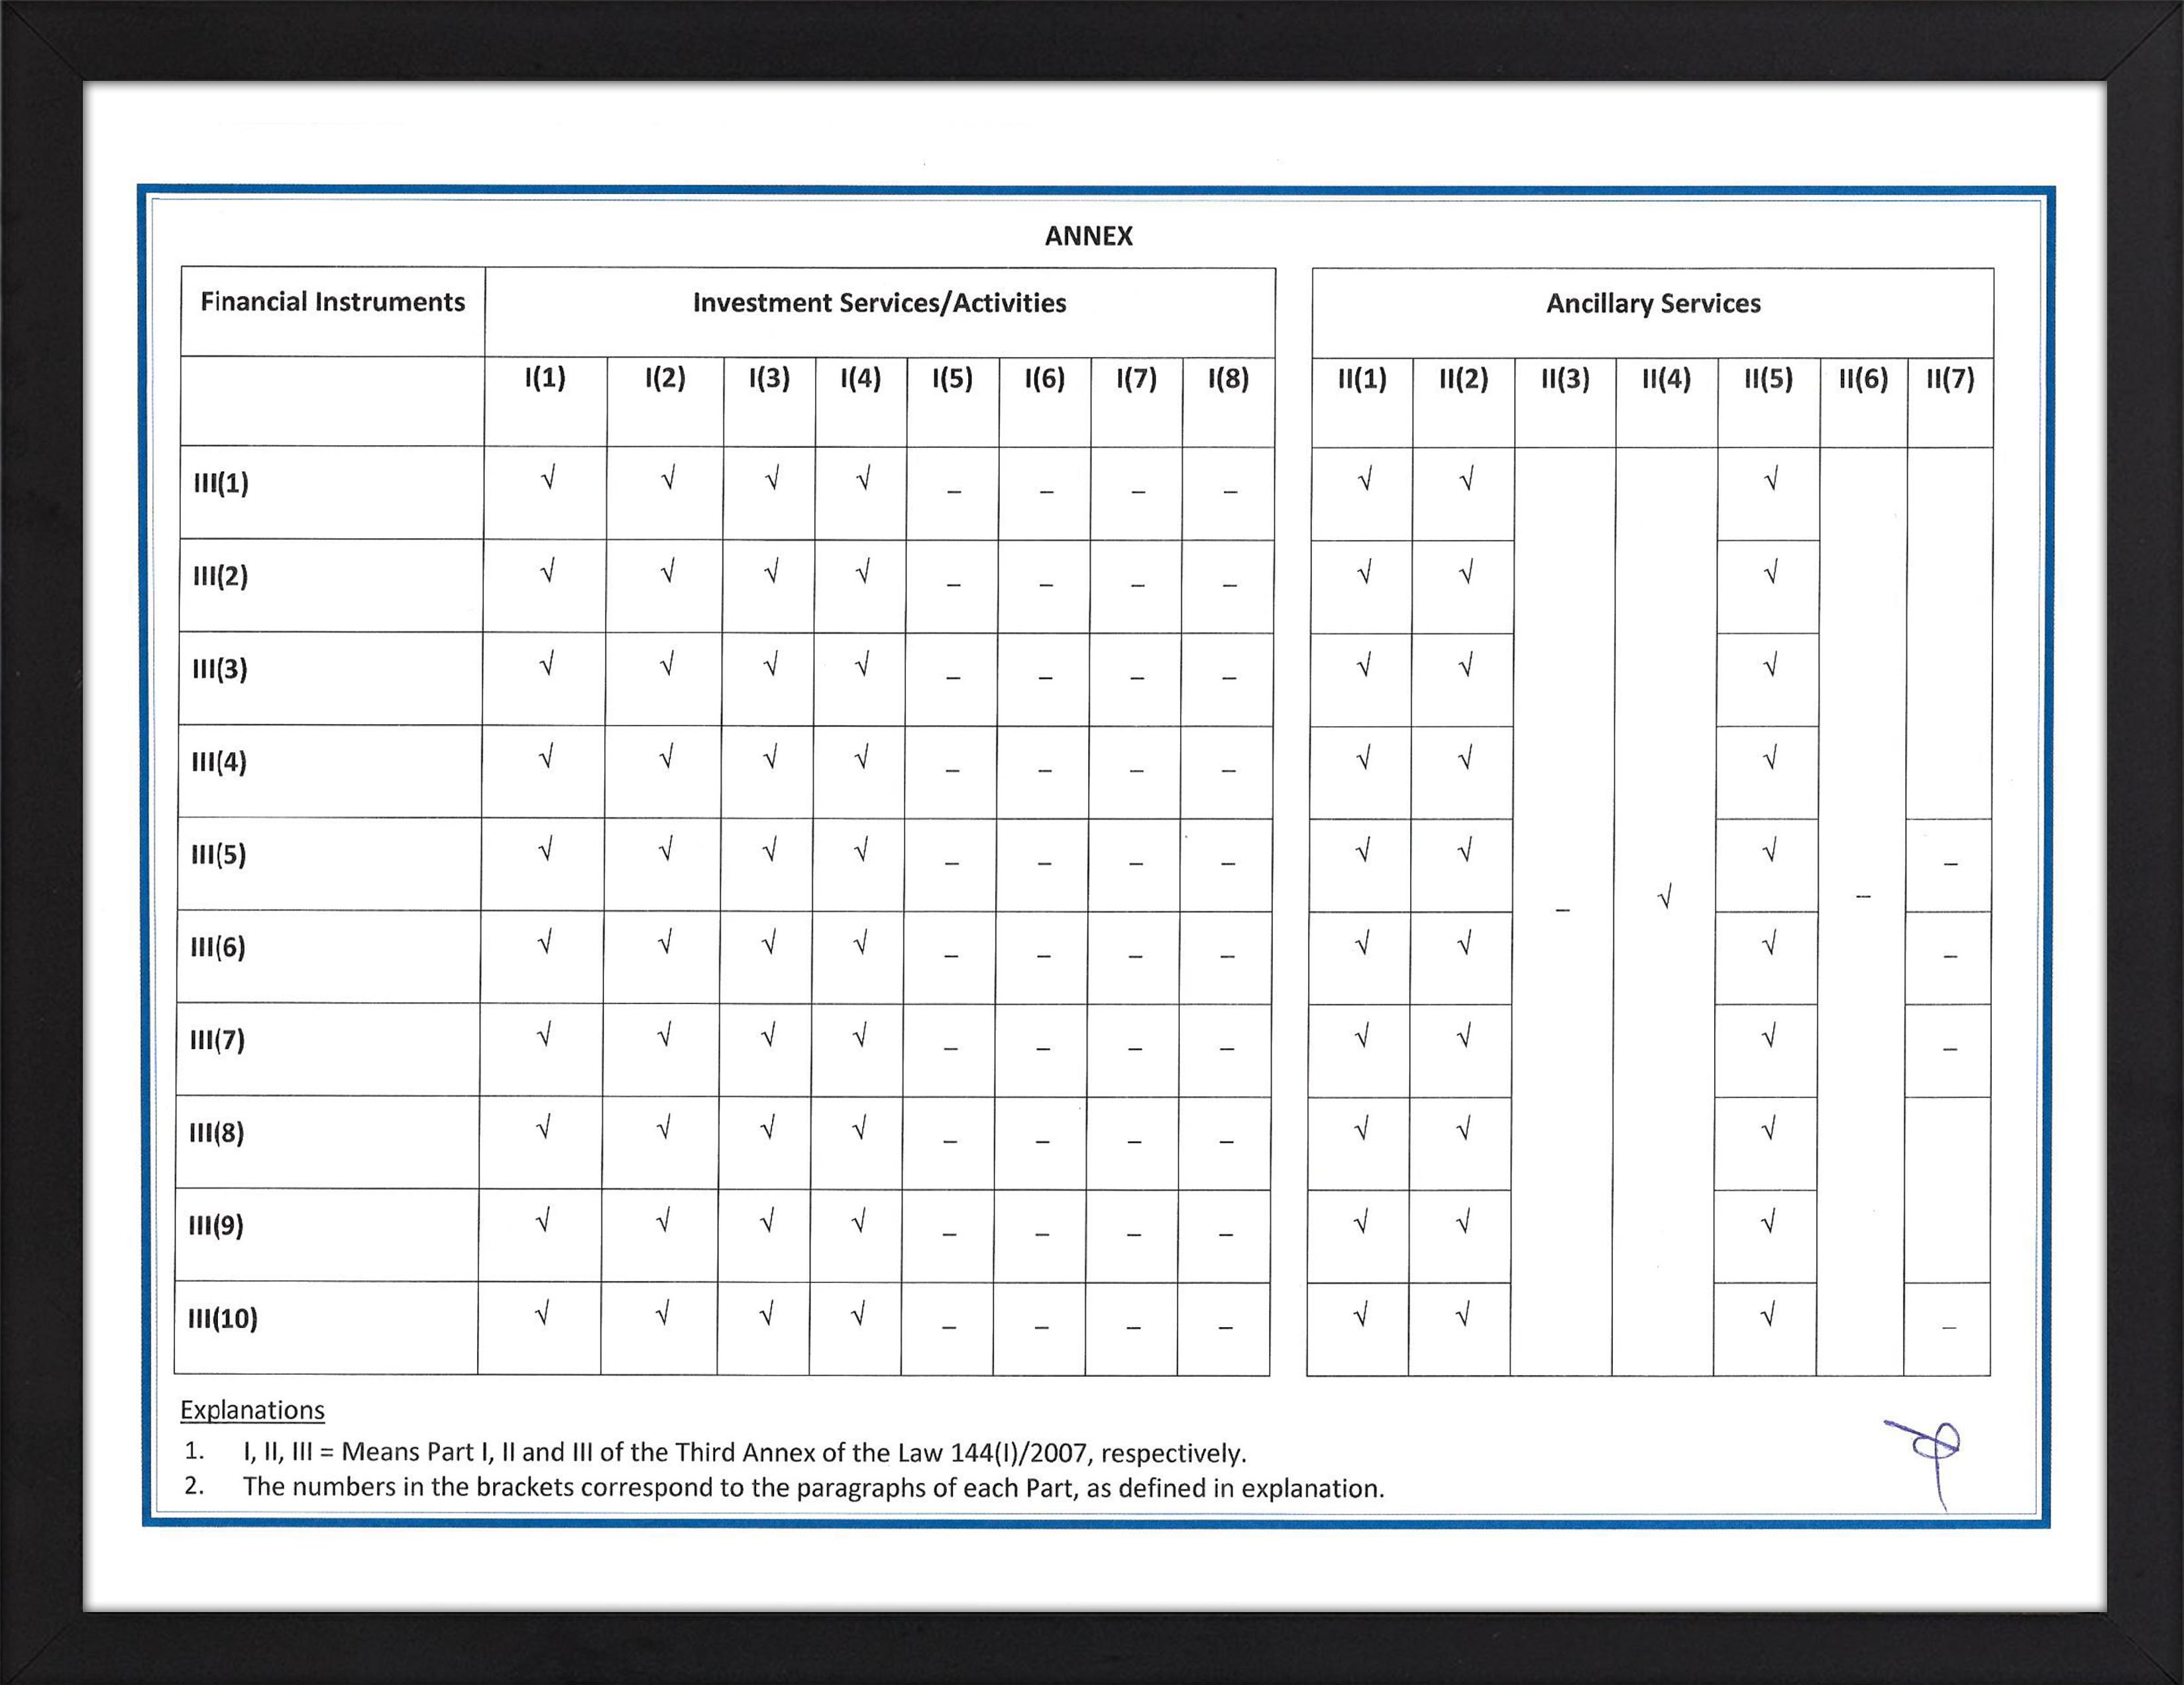 ANNEX
Financial Instruments Investment Services/Activities Ancillary Services
I(1) I(2) I(3) I(4) I(5) I(6) I(7) I(8) II(1) II(2) II(3) II(4) II(5) II(6) II(7)
III(1) √ √ √ √ – – – – √ √ √
III(2) √ √ √ √ – – – – √ √ √
III(3) √ √ √ √ – – – – √ √ √
III(4) √ √ √ √ – – – – √ √ √
III(5) √ √ √ √ – – – – √ √ √ –
– √ –
III(6) √ √ √ √ – – – – √ √ √ –
III(7) √ √ √ √ – – – – √ √ √ –
III(8) √ √ √ √ – – – – √ √ √
III(9) √ √ √ √ – – – – √ √ √
III(10) √ √ √ √ – – – – √ √ √ –
Explanations
1. I, II, III = Means Part I, II and III of the Third Annex of the Law 144(I)/2007, respectively.
2. The numbers in the brackets correspond to the paragraphs of each Part, as defined in explanation.